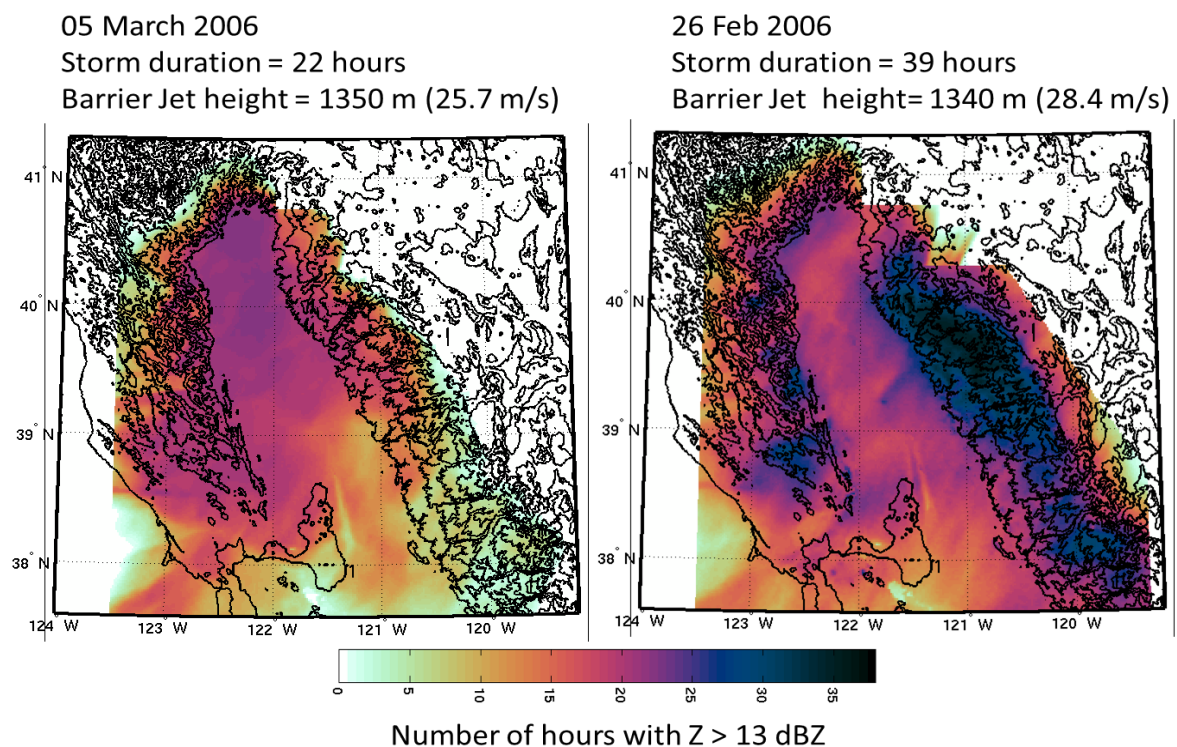 05 March 2006
Storm duration = 22 hours
Barrier Jet height = 1350 m (25.7 m/s)
26 Feb 2006
Storm duration = 39 hours
Barrier Jet  height= 1340 m (28.4 m/s)
41° N
40° N
39° N
38° N
124 W
123 W
122 W
121 W
120 W
1
41° N
40° N
39° N
38° N
124 W
123 W
122 W
121 W
120 W
1
0 5 10 15 20 25 30 35
Number of hours with Z > 13 dBZ